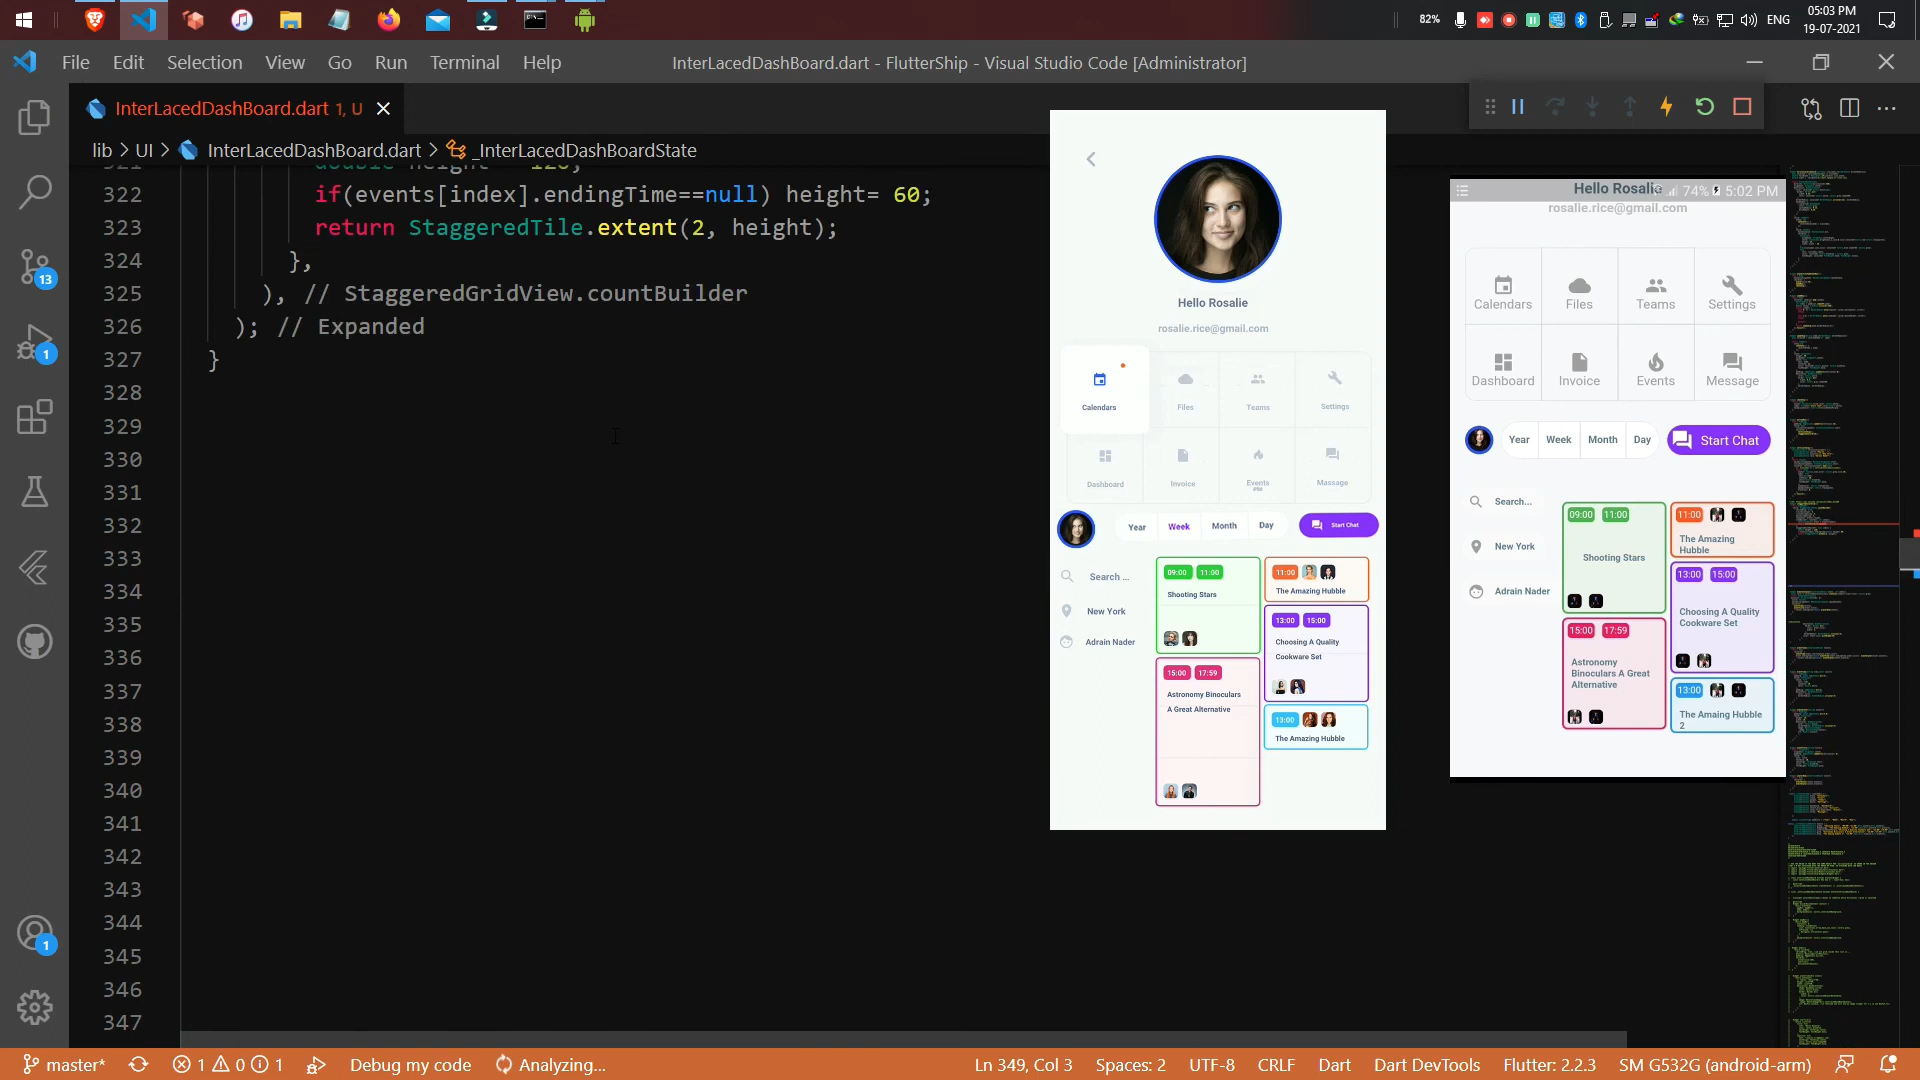 82%
ENG
05:03 PM
19-07-2021
File Edit Selection View Go Run Terminal Help
InterLacedDashBoard.dart - FlutterShip - Visual Studio Code [Administrator]
InterLacedDashBoard.dart 1, U
lib > UI > InterLacedDashBoard.dart > _InterLacedDashBoardState
322 if(events[index].endingTime==null) height= 60;
323 return StaggeredTile.extent(2, height);
324 },
325 ), // StaggeredGridView.countBuilder
326 ); // Expanded
327 }
328
329
330
331
332
333
334
335
336
337
338
339
340
341
342
343
344
345
346
347
13
1
1
Hello Rosalie
rosalie.rice@gmail.com
Calendars Files Teams Settings
Dashboard Invoice Events Massage
Year Week Month Day Start Chat
Search ...
New York
Adrain Nader
09:00 11:00
Shooting Stars
15:00 17:59
Astronomy Binoculars
A Great Alternative
11:00
The Amazing Hubble
13:00 15:00
Choosing A Quality
Cookware Set
13:00
The Amazing Hubble
74% 5:02 PM
Hello Rosalie
rosalie.rice@gmail.com
Calendars Files Teams Settings
Dashboard Invoice Events Message
Year Week Month Day Start Chat
Search...
New York
Adrain Nader
09:00 11:00
Shooting Stars
15:00 17:59
Astronomy
Binoculars A Great
Alternative
11:00
The Amazing
Hubble
13:00 15:00
Choosing A Quality
Cookware Set
13:00
The Amaing Hubble
2
master* 1 0 1 Debug my code Analyzing... Ln 349, Col 3 Spaces: 2 UTF-8 CRLF Dart Dart DevTools Flutter: 2.2.3 SM G532G (android-arm)